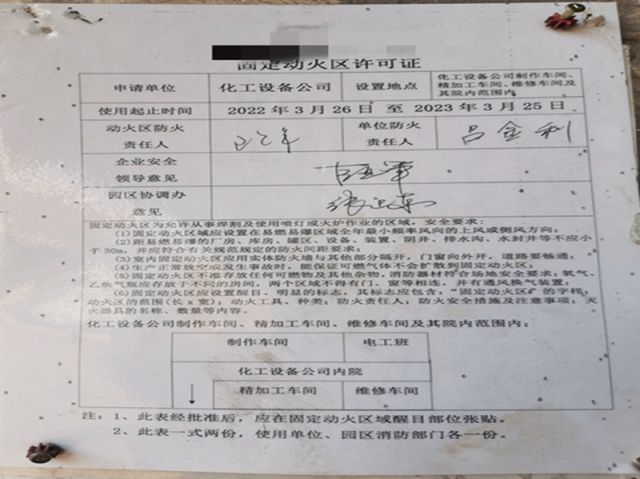 固定动火区许可证
申请单位 化工设备公司 设置地点 化工设备公司制作车间、精加工车间、维修车间及其院内范围内
使用起止时间 2022 年 3 月 26 日 至 2023 年 3 月 25 日
动火区防火责任人 单位防火责任人 吕金利
企业安全领导意见
园区协调办意见
固定动火区为允许从事焊割及使用喷灯或火炉作业的区域，安全要求：
(1)固定动火区域应设置在易燃易爆区域全年最小频率风向的上风或侧风方向；
(2)距易燃易爆的厂房、库房、罐区、设备、装置、阴井、排水沟、水封井等不应小
于30m，并应符合有关规范规定的防火间距要求；
(3)室内固定动火区应用实体防火墙与其他部分隔开，门窗向外开，道路要畅通；
(4)生产正常放空或发生事故时，能保证可燃气体不会扩散到固定动火区；
(5)固定动火区不准存放任何可燃物及其他杂物，消防器材符合场地安全要求；氧气、
乙炔气瓶应存放于不同的房间，两个区域不得有门、窗等相连，并有通风换气装置；
(6)固定动火区应设置醒目、明显的标志，其标志应包含："固定动火区"的字样；
动火区的范围(长x宽)；动火工具、种类；防火责任人；防火安全措施及注意事项；灭
火器具的名称、数量等内容。
化工设备公司制作车间、精加工车间、维修车间及其院内范围内：
制作车间 电工班
化工设备公司内院
精加工车间 维修车间
注：1、此表经批准后，应在固定动火区域醒目部位张贴。
2、此表一式两份，使用单位、园区消防部门各一份。